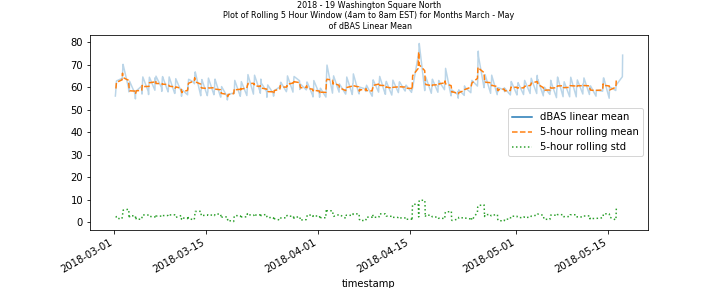 2018 - 19 Washington Square North
Plot of Rolling 5 Hour Window (4am to 8am EST) for Months March - May
of dBAS Linear Mean
80
70
60
50
40
30
20
10
0
dBAS linear mean
5-hour rolling mean
5-hour rolling std
2018-03-01
2018-03-15
2018-04-01
2018-04-15
2018-05-01
2018-05-15
timestamp